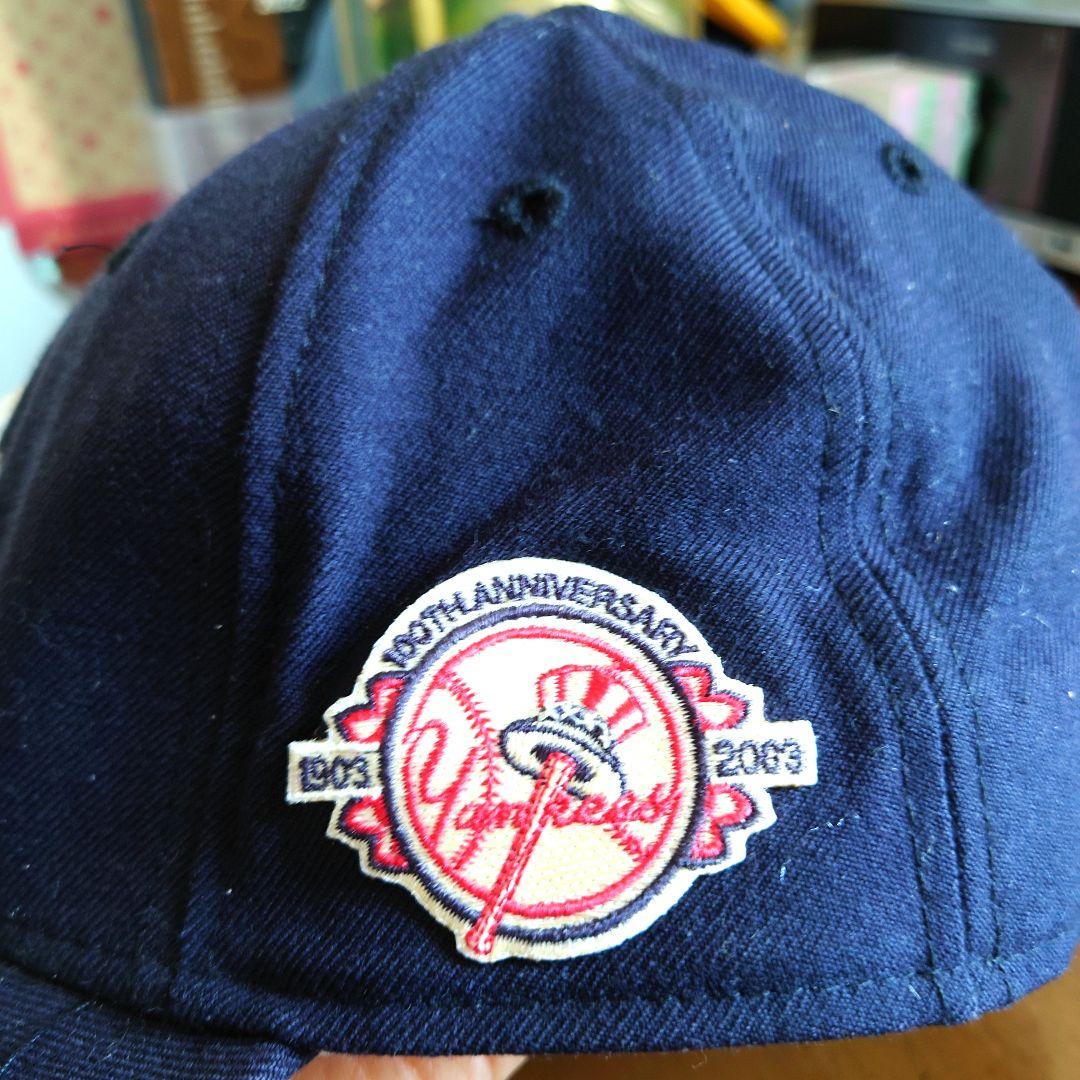 100TH ANNIVERSARY
1903
2003
Yankees